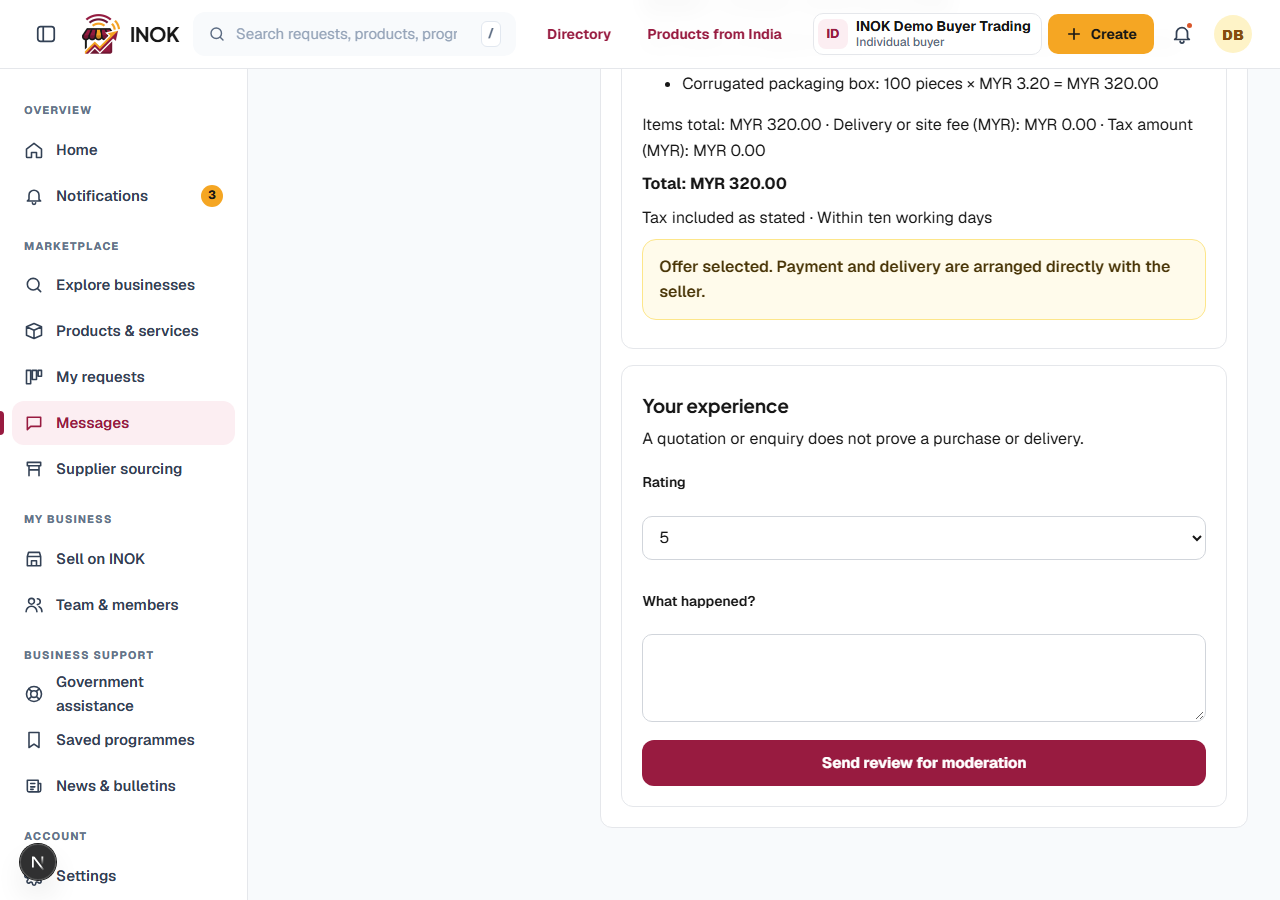 INOK
Search requests, products, progr
/
Directory
Products from India
ID
INOK Demo Buyer Trading
Individual buyer
Create
DB
OVERVIEW
Home
Notifications
3
MARKETPLACE
Explore businesses
Products & services
My requests
Messages
Supplier sourcing
MY BUSINESS
Sell on INOK
Team & members
BUSINESS SUPPORT
Government
assistance
Saved programmes
News & bulletins
ACCOUNT
N
Settings
• Corrugated packaging box: 100 pieces × MYR 3.20 = MYR 320.00
Items total: MYR 320.00 · Delivery or site fee (MYR): MYR 0.00 · Tax amount
(MYR): MYR 0.00
Total: MYR 320.00
Tax included as stated · Within ten working days
Offer selected. Payment and delivery are arranged directly with the
seller.
Your experience
A quotation or enquiry does not prove a purchase or delivery.
Rating
5
What happened?
Send review for moderation